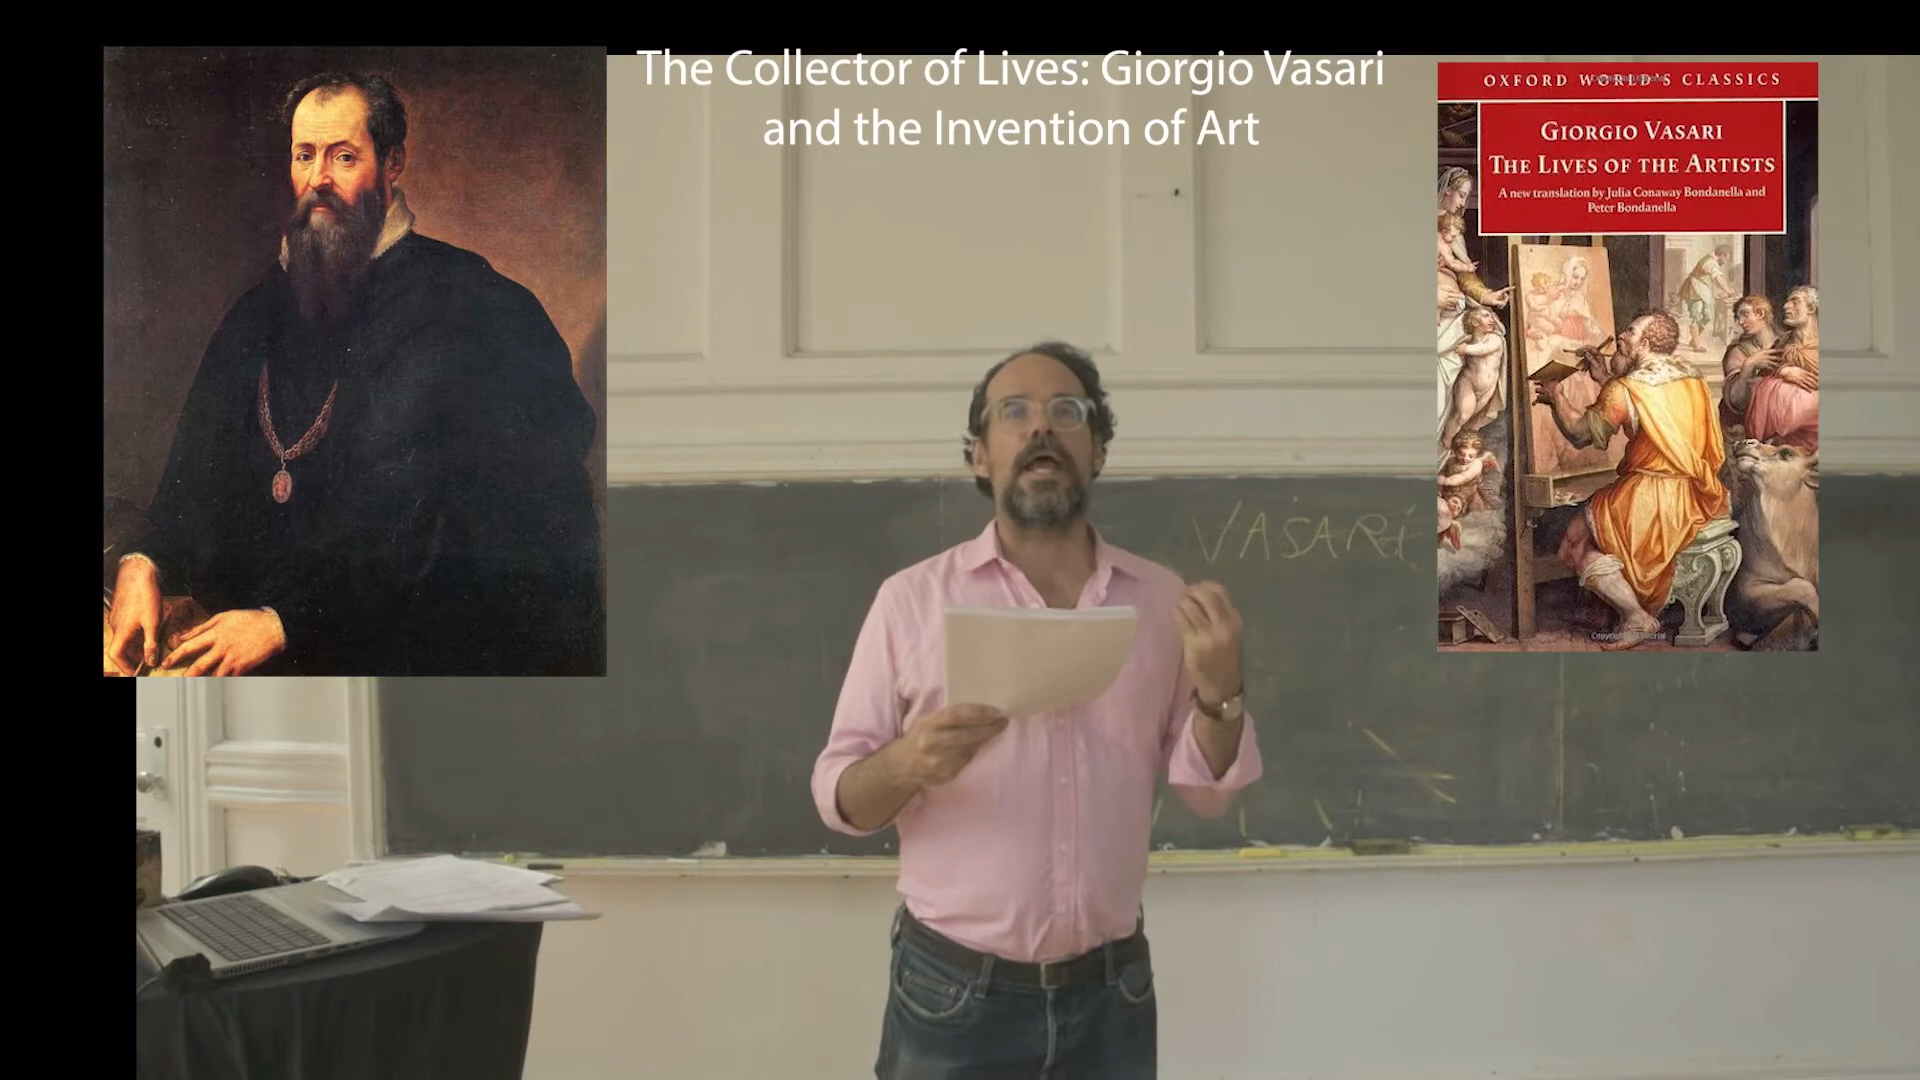 The Collector of Lives: Giorgio Vasari
and the Invention of Art
OXFORD WORLD'S CLASSICS
GIORGIO VASARI
THE LIVES OF THE ARTISTS
A new translation by Julia Conaway Bondanella and
Peter Bondanella
VASARI